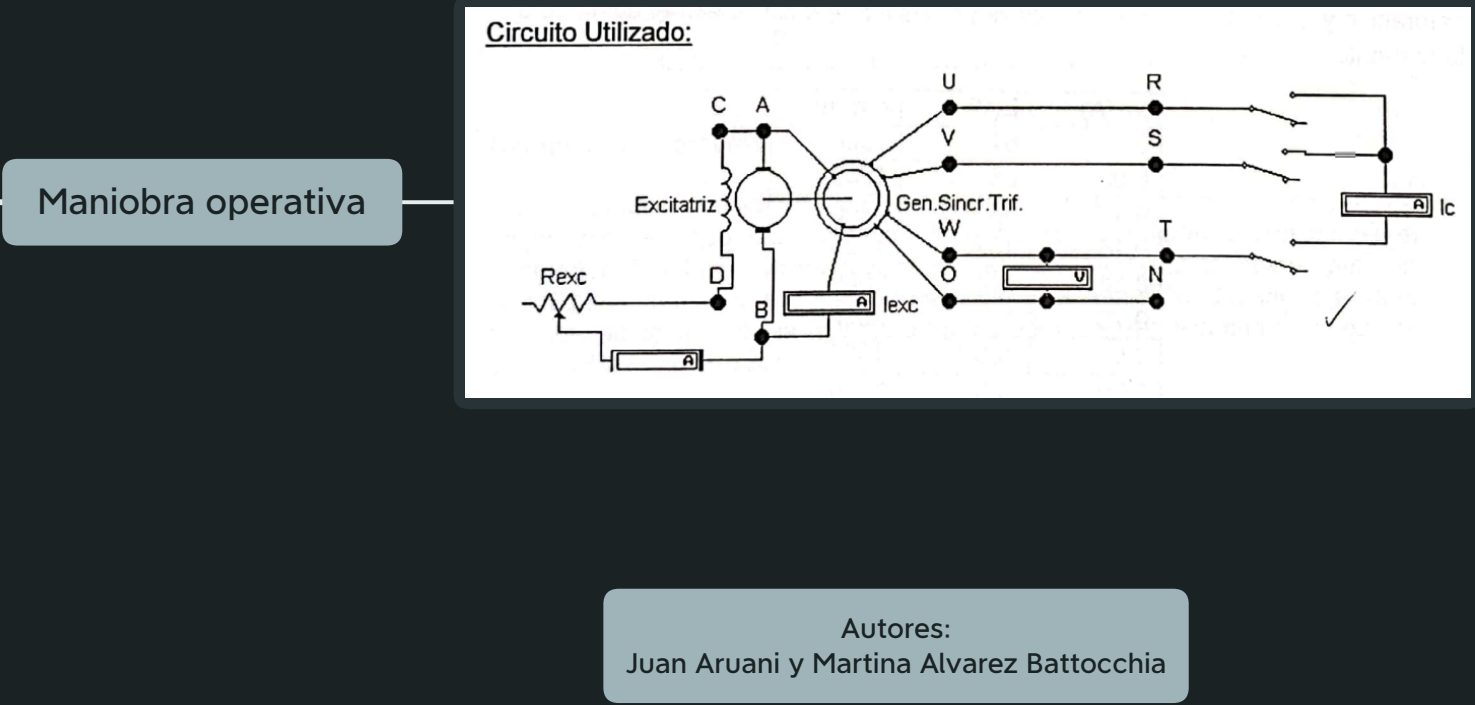 Circuito Utilizado:
U
R
C
A
V
S
Excitatriz
Gen.Sincr.Trif.
A
Ic
W
T
Rexc
D
O
V
N
B
A
Iexc
A
Maniobra operativa
Autores:
Juan Aruani y Martina Alvarez Battocchia